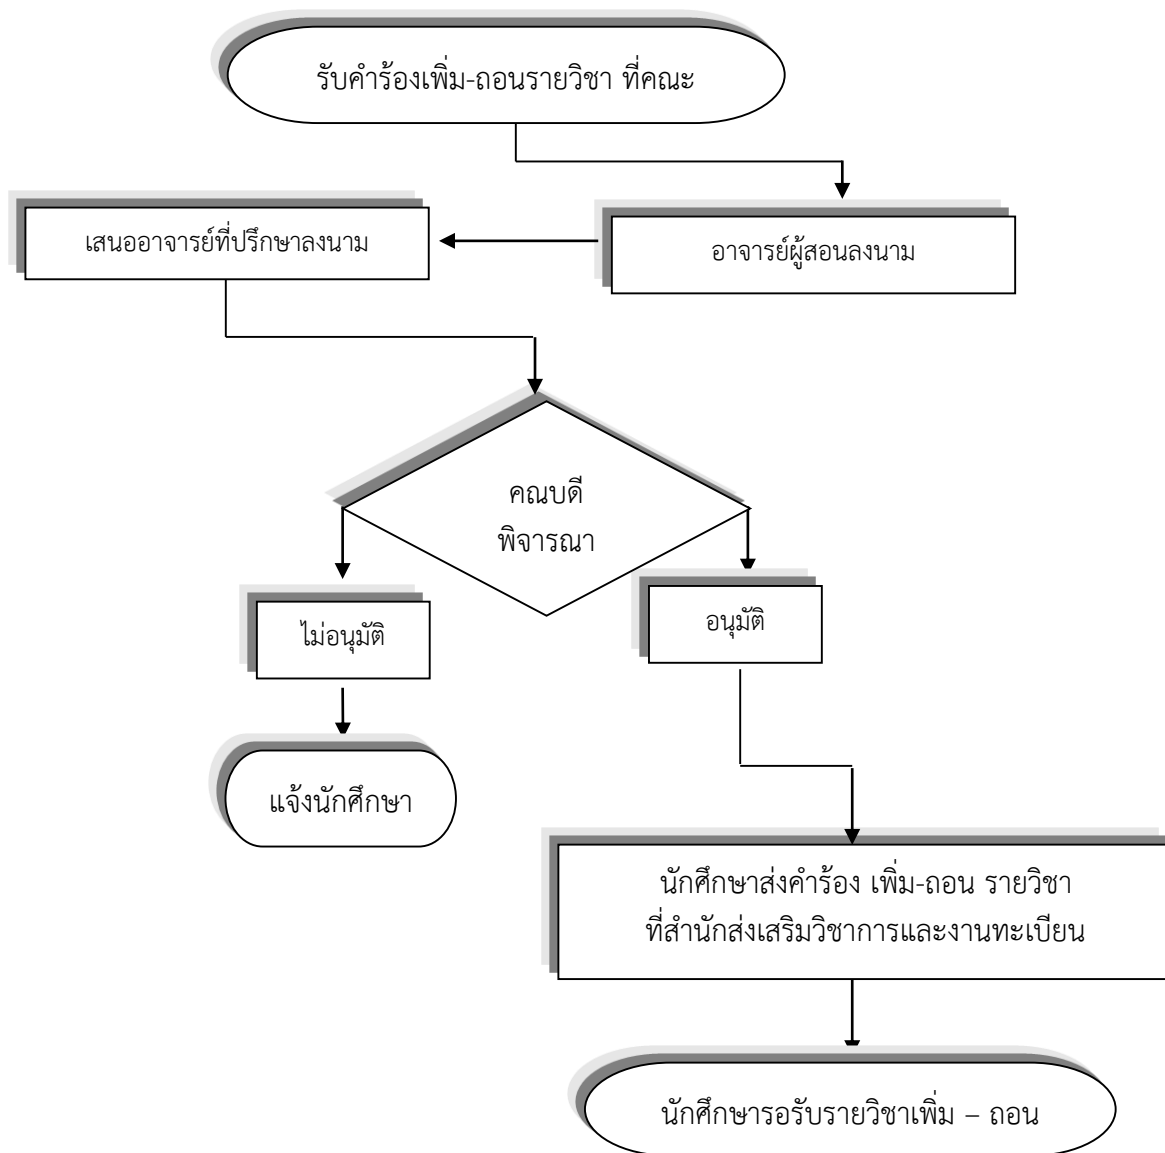 รับคำร้องเพิ่ม-ถอนรายวิชา ที่คณะ
เสนออาจารย์ที่ปรึกษาลงนาม
อาจารย์ผู้สอนลงนาม
คณบดี
พิจารณา
ไม่อนุมัติ
อนุมัติ
แจ้งนักศึกษา
นักศึกษาส่งคำร้อง เพิ่ม-ถอน รายวิชา
ที่สำนักส่งเสริมวิชาการและงานทะเบียน
นักศึกษารอรับรายวิชาเพิ่ม – ถอน